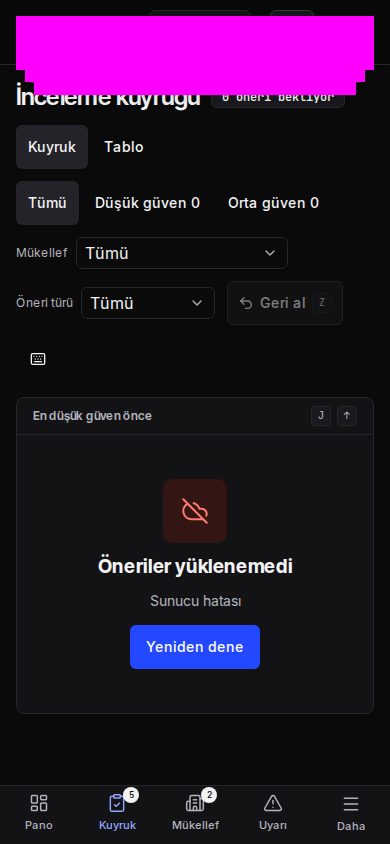 İnceleme kuyruğu
0 öneri bekliyor
Kuyruk Tablo
Tümü Düşük güven 0 Orta güven 0
Mükellef Tümü
Öneri türü Tümü Geri al Z
En düşük güven önce J ↑
Öneriler yüklenemedi
Sunucu hatası
Yeniden dene
5 2
Pano Kuyruk Mükellef Uyarı Daha